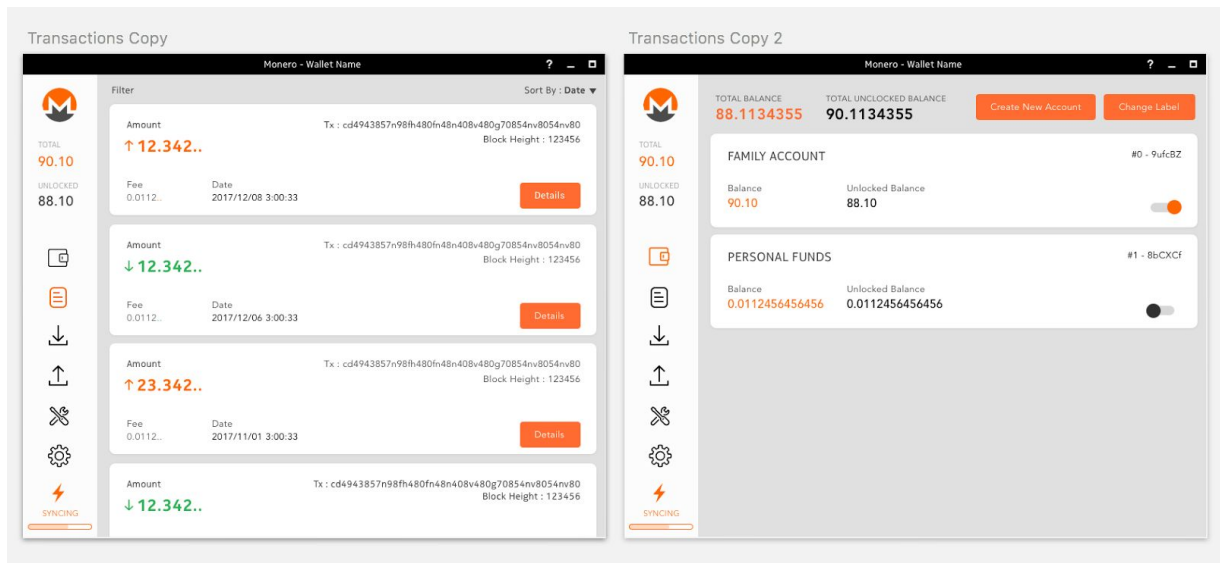 Transactions Copy
Monero - Wallet Name ?
TOTAL
90.10
UNLOCKED
88.10
SYNCING
Filter
Sort By : Date ▼
Amount
↑ 12.342..
Tx : cd4943857n98fh480fn48n408v480g70854nv8054nv80
Block Height : 123456
Fee
0.0112..
Date
2017/12/08 3:00:33
Details
Amount
↓ 12.342..
Tx : cd4943857n98fh480fn48n408v480g70854nv8054nv80
Block Height : 123456
Fee
0.0112..
Date
2017/12/06 3:00:33
Details
Amount
↑ 23.342..
Tx : cd4943857n98fh480fn48n408v480g70854nv8054nv80
Block Height : 123456
Fee
0.0112..
Date
2017/11/01 3:00:33
Details
Amount
↓ 12.342..
Tx : cd4943857n98fh480fn48n408v480g70854nv8054nv80
Block Height : 123456
Transactions Copy 2
Monero - Wallet Name ?
TOTAL
90.10
UNLOCKED
88.10
SYNCING
TOTAL BALANCE
88.1134355
TOTAL UNCLOCKED BALANCE
90.1134355
Create New Account
Change Label
FAMILY ACCOUNT
#0 - 9ufcBZ
Balance
90.10
Unlocked Balance
88.10
PERSONAL FUNDS
#1 - 8bCXCf
Balance
0.0112456456456
Unlocked Balance
0.0112456456456